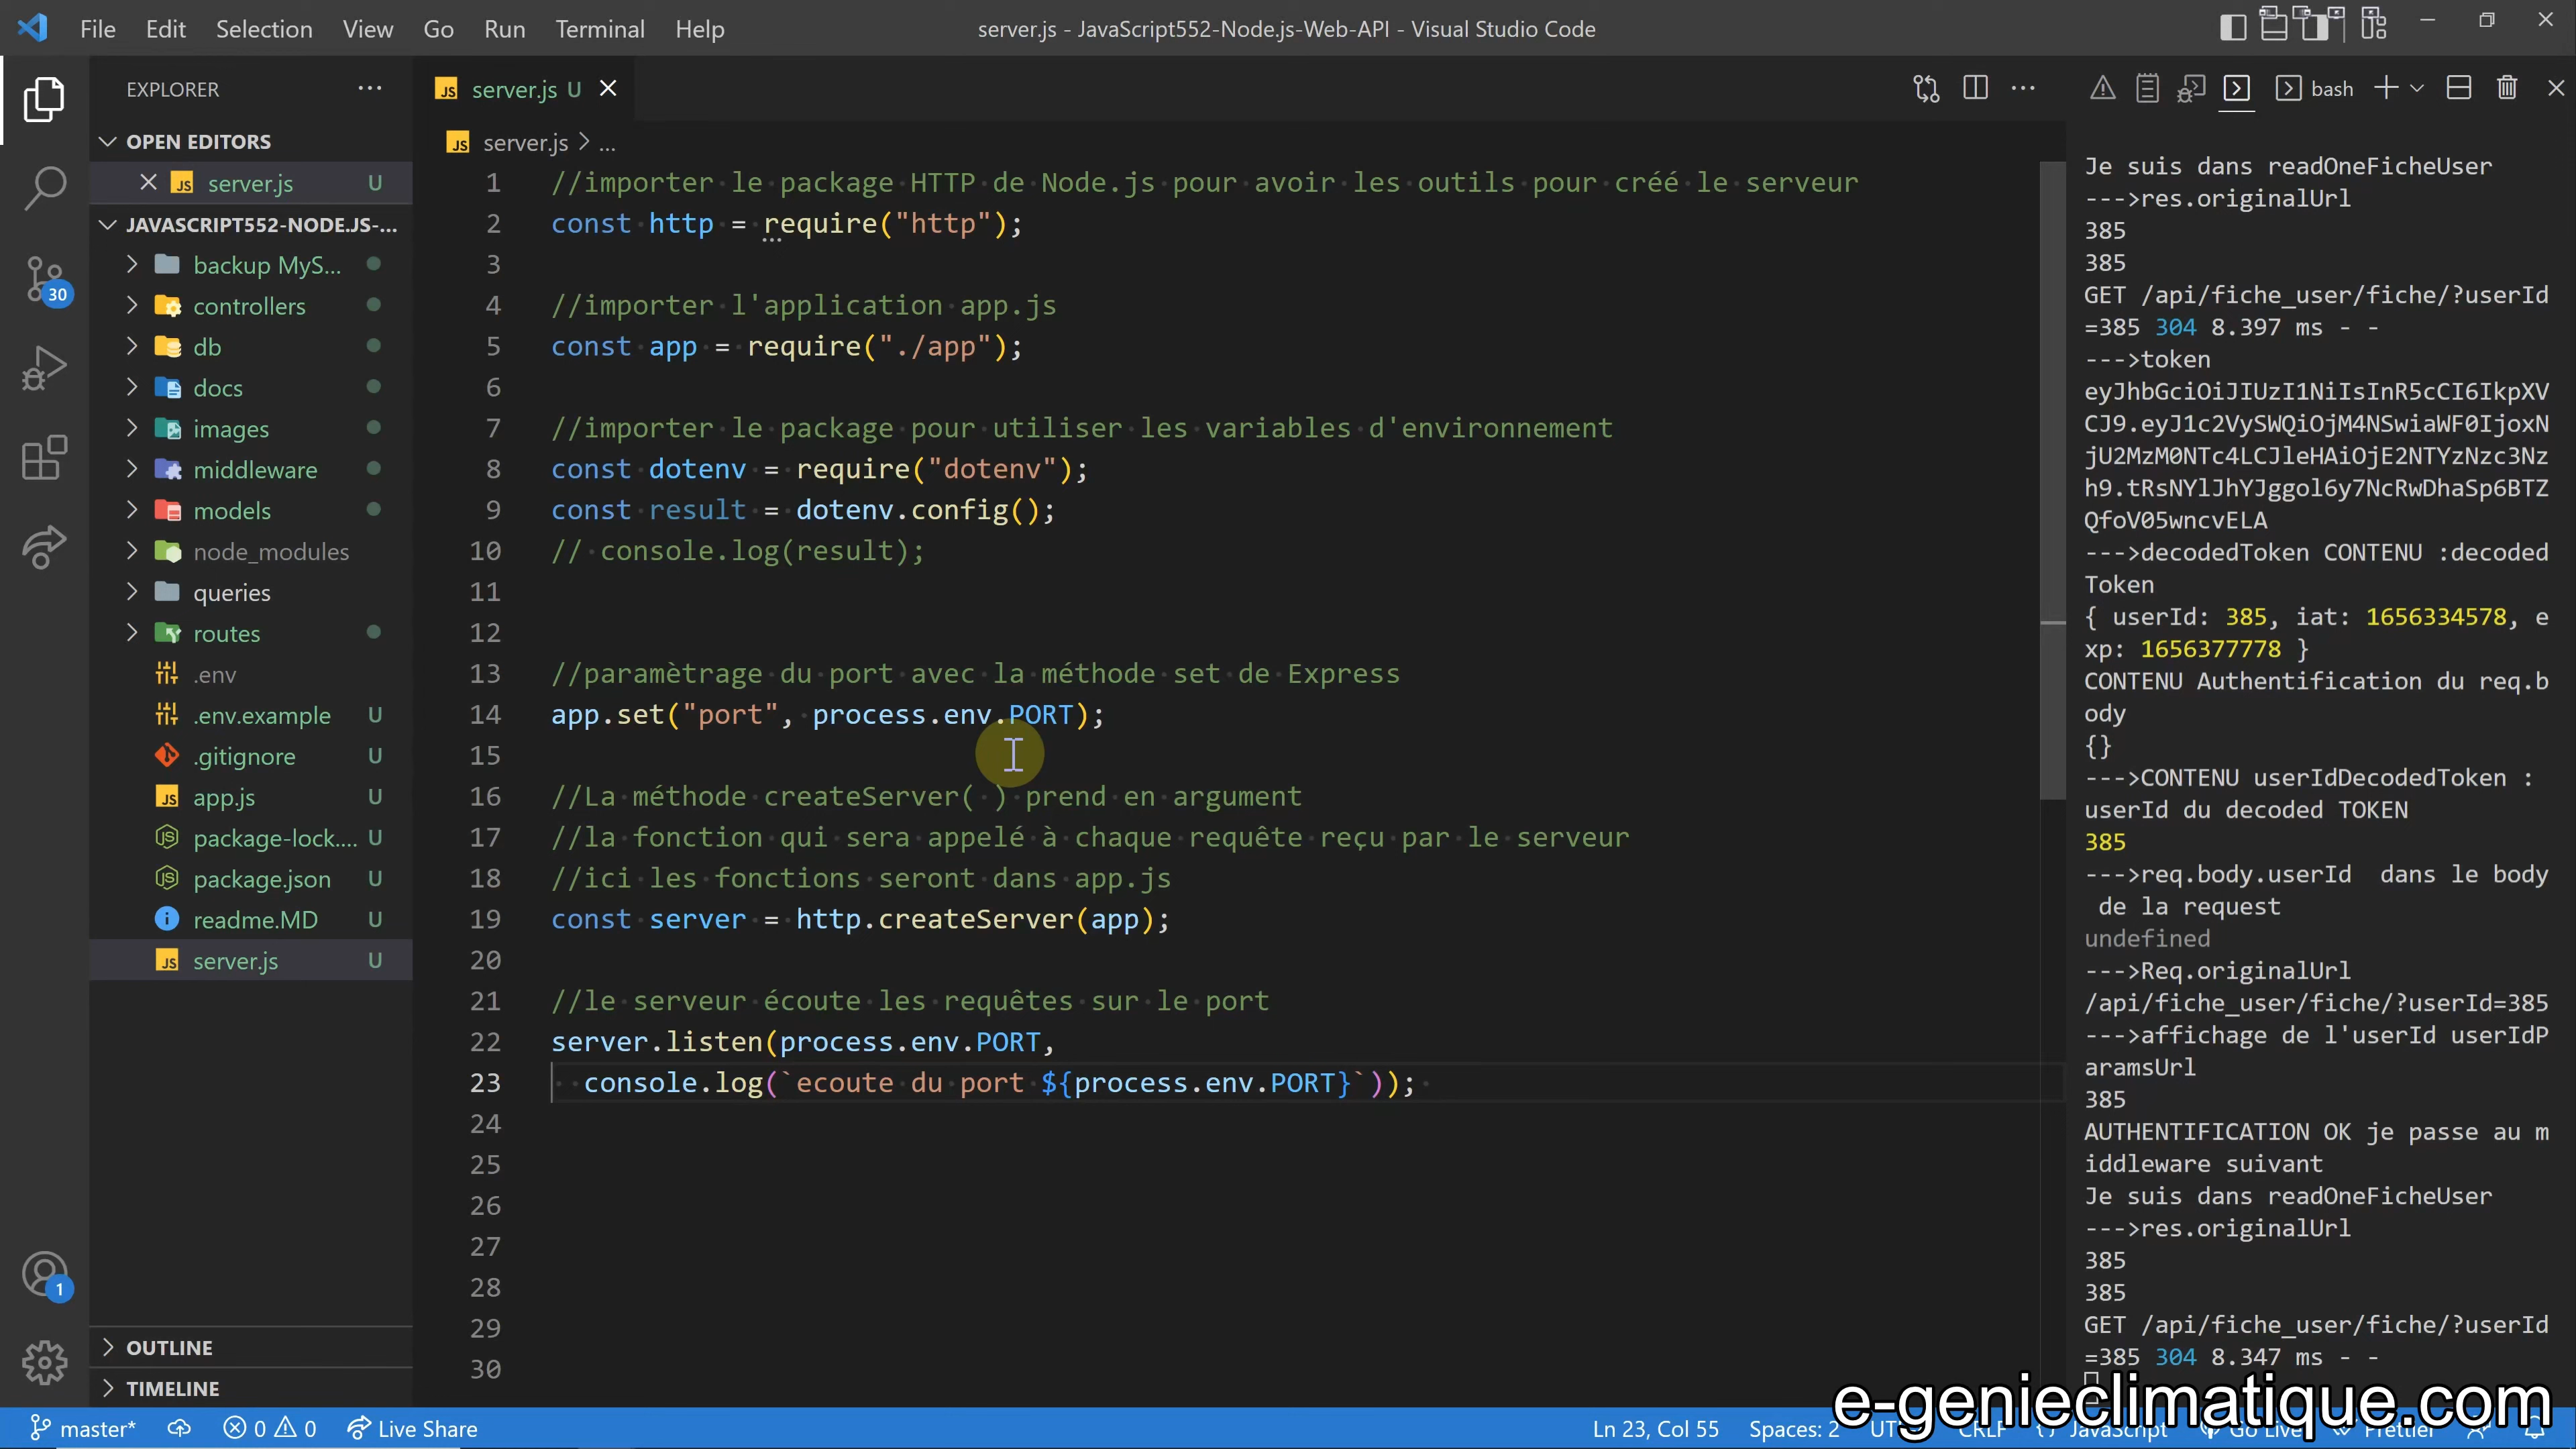 File Edit Selection View Go Run Terminal Help
server.js - JavaScript552-Node.js-Web-API - Visual Studio Code
EXPLORER
OPEN EDITORS
server.js U
JAVASCRIPT552-NODE.JS-...
backup MyS...
controllers
db
docs
images
middleware
models
node_modules
queries
routes
.env
.env.example U
.gitignore U
app.js U
package-lock.... U
package.json U
readme.MD U
server.js U
OUTLINE
TIMELINE
30
1
server.js U
server.js > ...
1 //importer le package HTTP de Node.js pour avoir les outils pour créé le serveur
2 const http = require("http");
3
4 //importer l'application app.js
5 const app = require("./app");
6
7 //importer le package pour utiliser les variables d'environnement
8 const dotenv = require("dotenv");
9 const result = dotenv.config();
10 // console.log(result);
11
12
13 //paramètrage du port avec la méthode set de Express
14 app.set("port", process.env.PORT);
15
16 //La méthode createServer( ) prend en argument
17 //la fonction qui sera appelé à chaque requête reçu par le serveur
18 //ici les fonctions seront dans app.js
19 const server = http.createServer(app);
20
21 //le serveur écoute les requêtes sur le port
22 server.listen(process.env.PORT,
23 console.log(`ecoute du port ${process.env.PORT}`));
24
25
26
27
28
29
30
bash
Je suis dans readOneFicheUser
--->res.originalUrl
385
385
GET /api/fiche_user/fiche/?userId
=385 304 8.397 ms - -
--->token
eyJhbGciOiJIUzI1NiIsInR5cCI6IkpXV
CJ9.eyJ1c2VySWQiOjM4NSwiaWF0IjoxN
jU2MzM0NTc4LCJleHAiOjE2NTYzNzc3Nz
h9.tRsNYlJhYJggol6y7NcRwDhaSp6BTZ
QfoV05wncvELA
--->decodedToken CONTENU :decoded
Token
{ userId: 385, iat: 1656334578, e
xp: 1656377778 }
CONTENU Authentification du req.b
ody
{}
--->CONTENU userIdDecodedToken :
userId du decoded TOKEN
385
--->req.body.userId  dans le body
 de la request
undefined
--->Req.originalUrl
/api/fiche_user/fiche/?userId=385
--->affichage de l'userId userIdP
aramsUrl
385
AUTHENTIFICATION OK je passe au m
iddleware suivant
Je suis dans readOneFicheUser
--->res.originalUrl
385
385
GET /api/fiche_user/fiche/?userId
=385 304 8.347 ms - -
e-genieclimatique.com
master* 0 0 Live Share
Ln 23, Col 55 Spaces: 2 CRLF JavaScript Go Live Prettier